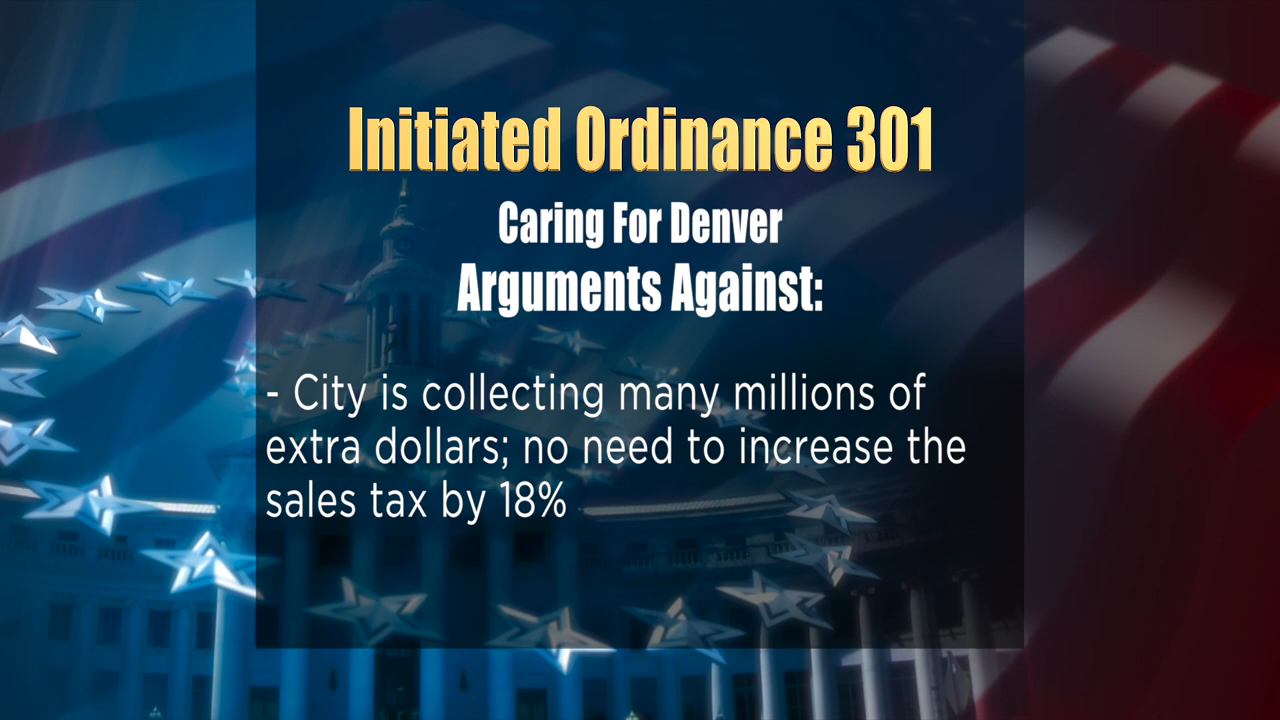 Initiated Ordinance 301
Caring For Denver
Arguments Against:
- City is collecting many millions of
extra dollars; no need to increase the
sales tax by 18%